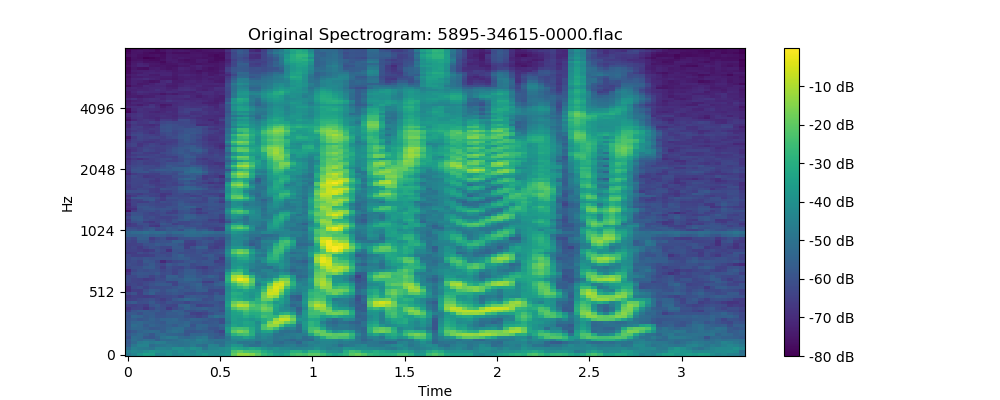 Original Spectrogram: 5895-34615-0000.flac
Hz
4096
2048
1024
512
0
0
0.5
1
1.5
2
2.5
3
Time
-10 dB
-20 dB
-30 dB
-40 dB
-50 dB
-60 dB
-70 dB
-80 dB